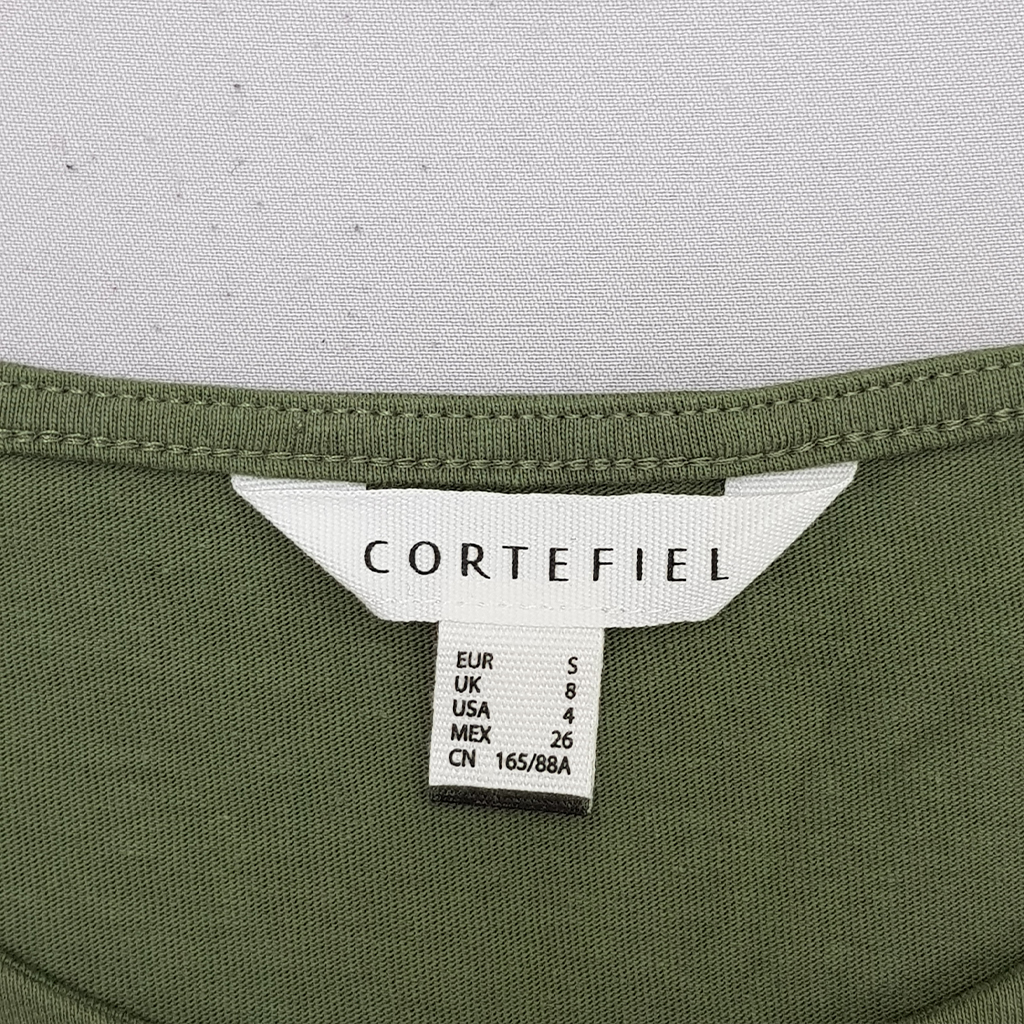 CORTEFIEL
EUR S
UK 8
USA 4
MEX 26
CN 165/88A